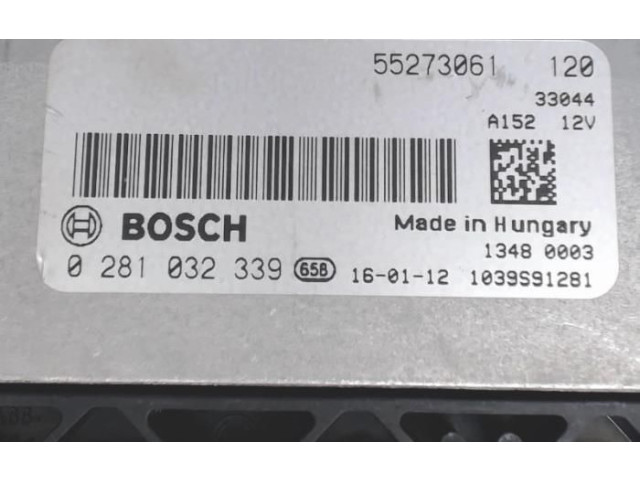 55273061 120
33044
A152 12V
BOSCH
Made in Hungary
1348 0003
0 281 032 339 658 16-01-12 1039S91281